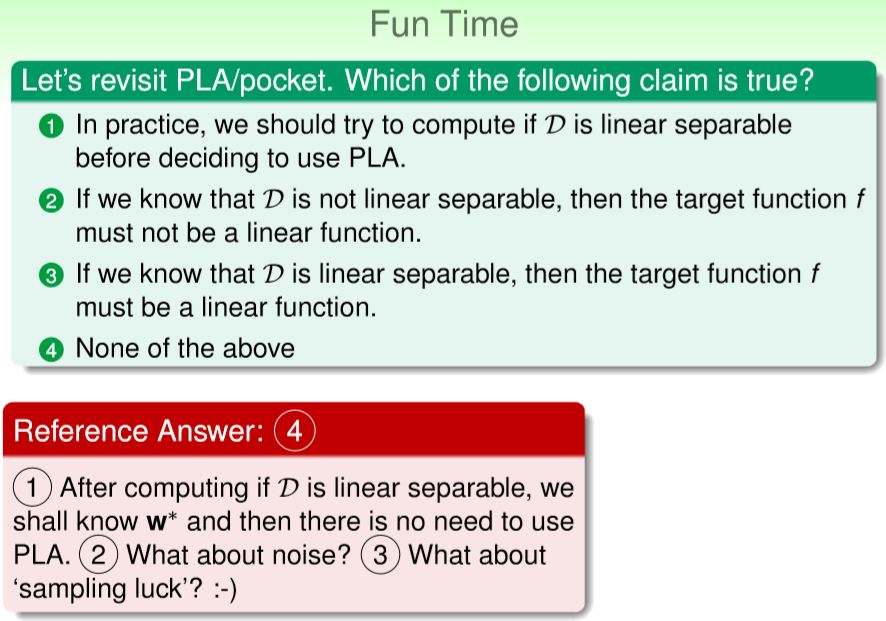 Fun Time
Let's revisit PLA/pocket. Which of the following claim is true?
1 In practice, we should try to compute if D is linear separable
before deciding to use PLA.
2 If we know that D is not linear separable, then the target function f
must not be a linear function.
3 If we know that D is linear separable, then the target function f
must be a linear function.
4 None of the above
Reference Answer: 4
1 After computing if D is linear separable, we
shall know w* and then there is no need to use
PLA. 2 What about noise? 3 What about
'sampling luck'? :-)